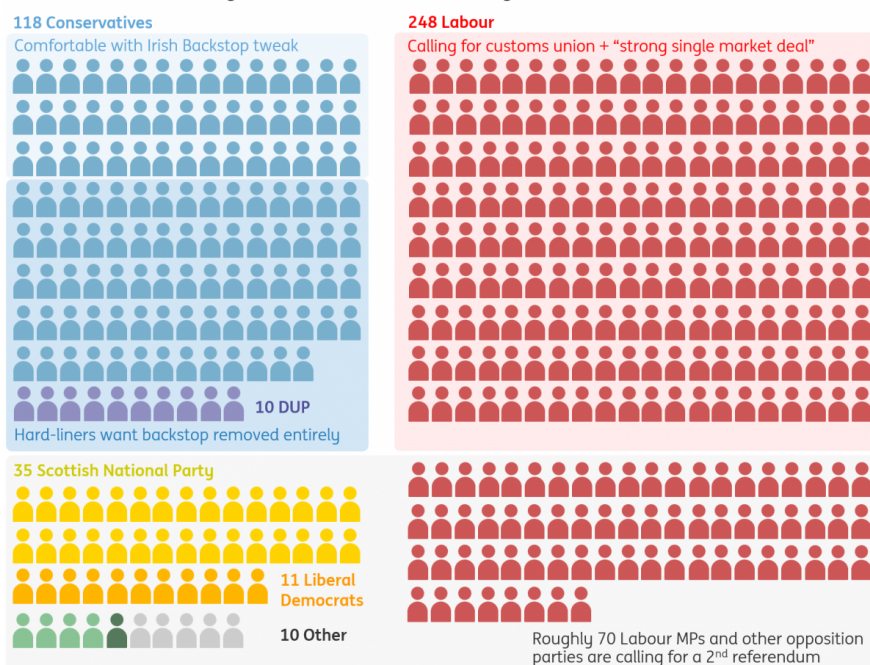 118 Conservatives
Comfortable with Irish Backstop tweak
10 DUP
Hard-liners want backstop removed entirely
248 Labour
Calling for customs union + “strong single market deal”
35 Scottish National Party
11 Liberal
Democrats
10 Other
Roughly 70 Labour MPs and other opposition
parties are calling for a 2nd referendum